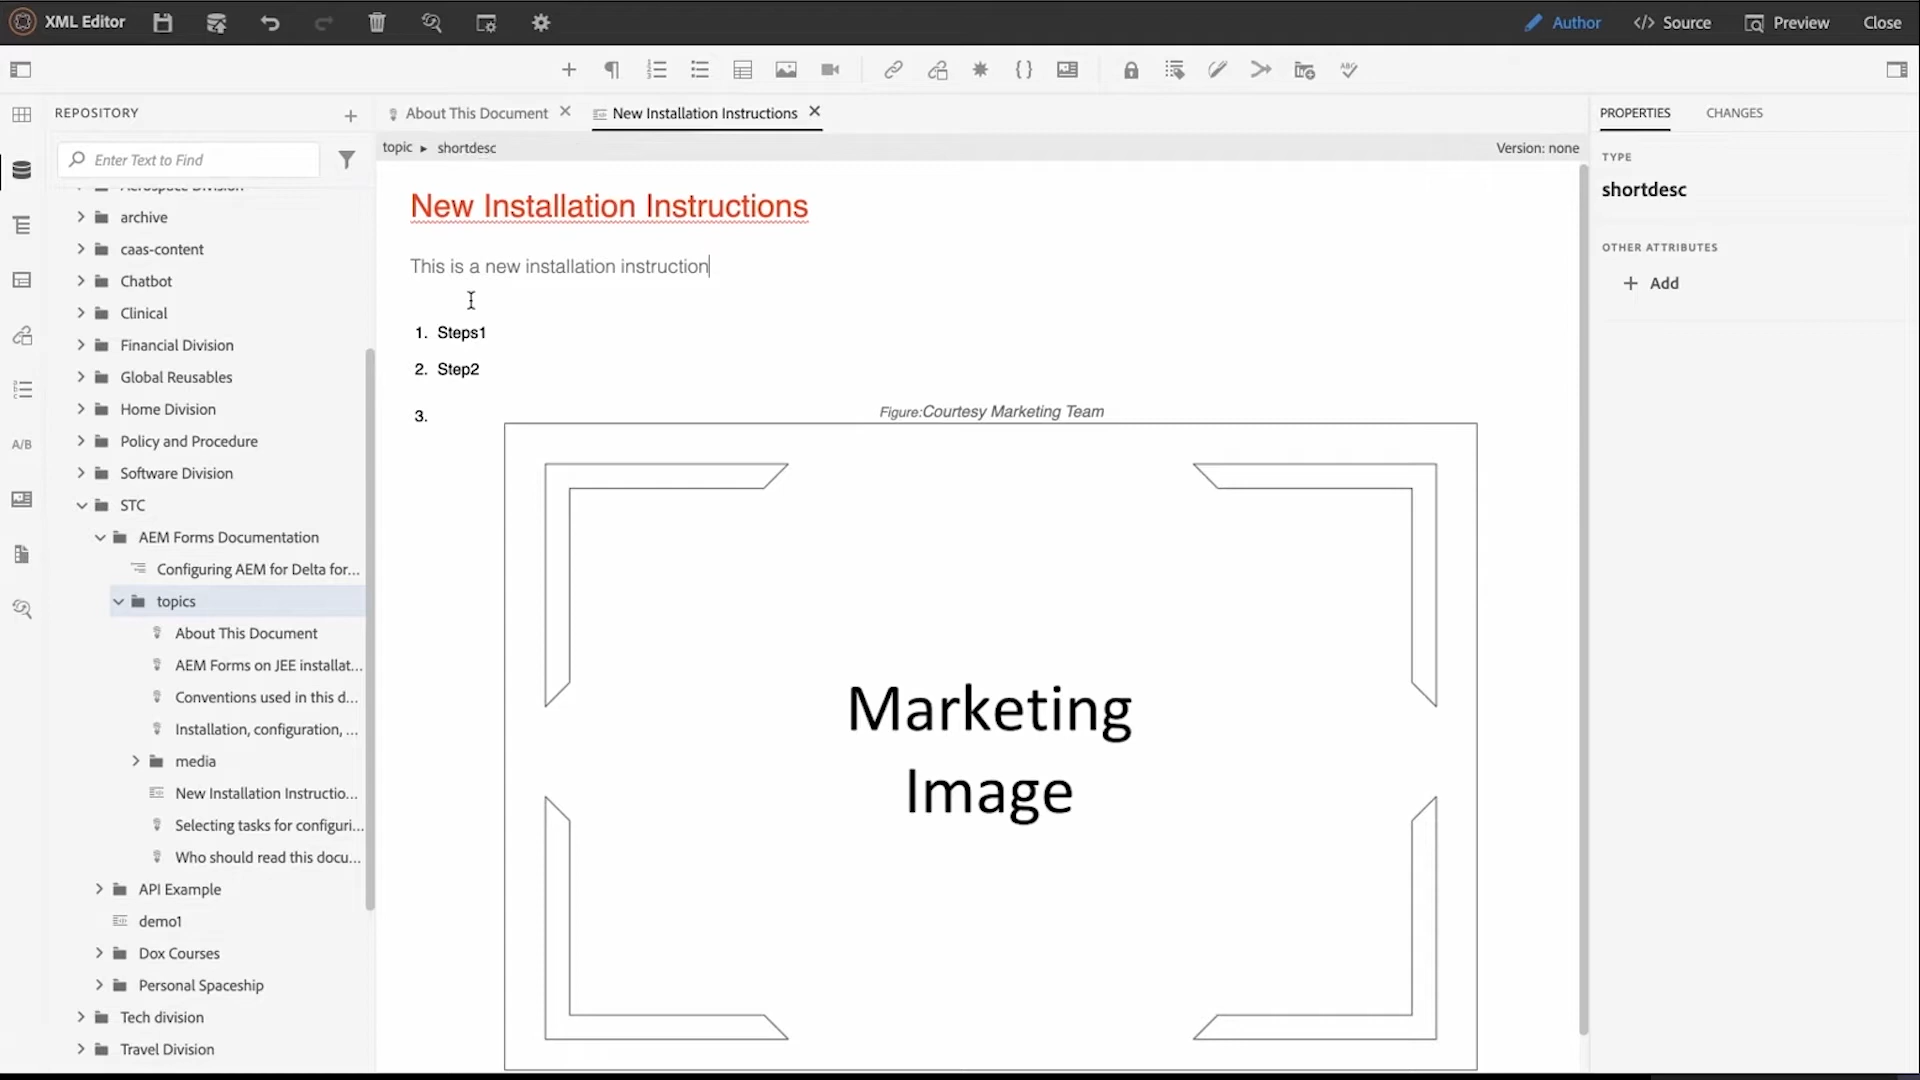 XML Editor
Author
</> Source
Preview
Close
REPOSITORY
About This Document
New Installation Instructions
PROPERTIES
CHANGES
Enter Text to Find
topic ▸ shortdesc
Version: none
TYPE
shortdesc
OTHER ATTRIBUTES
+ Add
Aerospace Division
archive
caas-content
Chatbot
Clinical
Financial Division
Global Reusables
Home Division
Policy and Procedure
Software Division
STC
AEM Forms Documentation
Configuring AEM for Delta for...
topics
About This Document
AEM Forms on JEE installat...
Conventions used in this d...
Installation, configuration, ...
media
New Installation Instructio...
Selecting tasks for configuri...
Who should read this docu...
API Example
demo1
Dox Courses
Personal Spaceship
Tech division
Travel Division
A/B
New Installation Instructions
This is a new installation instruction
1. Steps1
2. Step2
3.
Figure:Courtesy Marketing Team
Marketing
Image